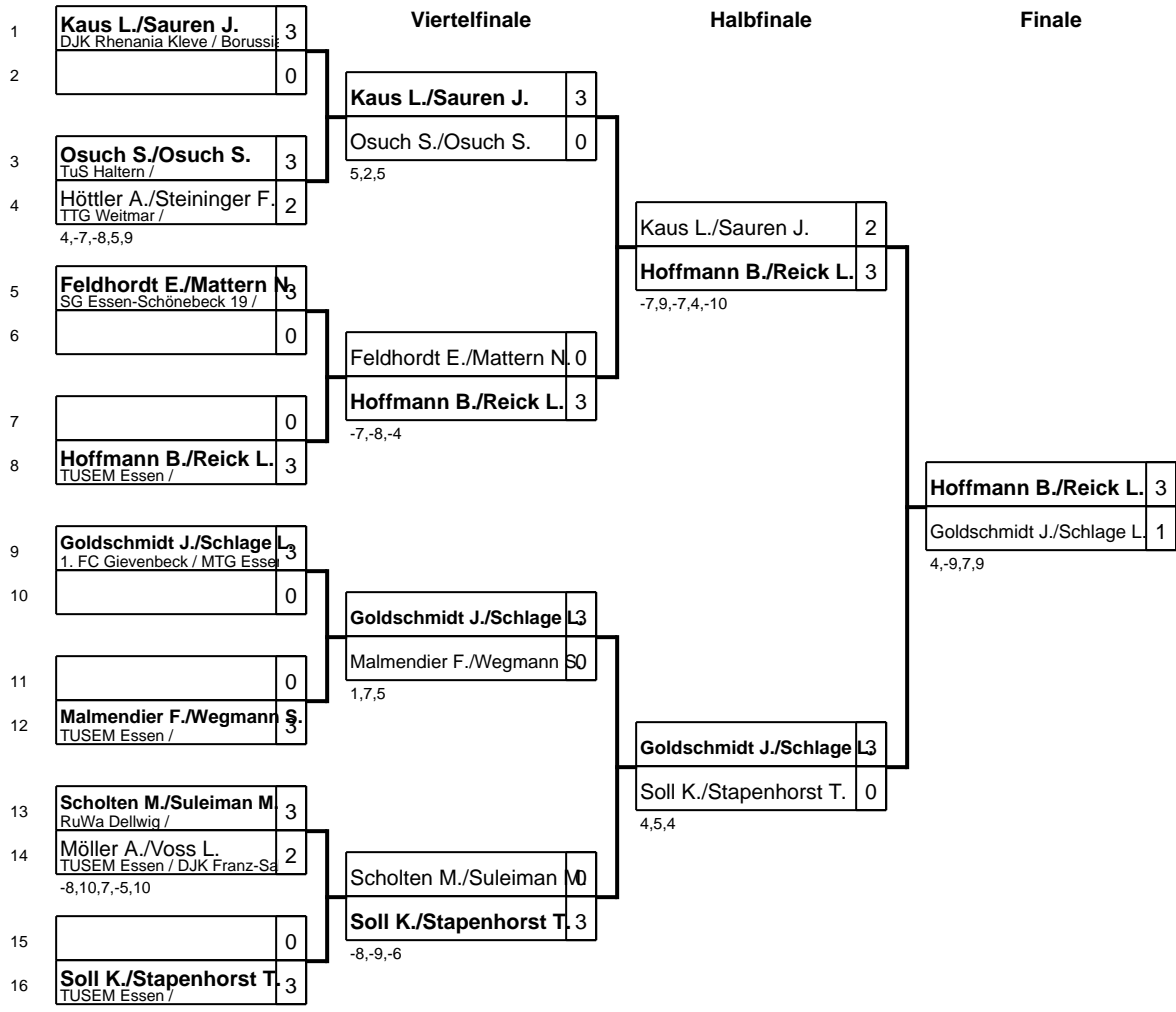 Viertelfinale
Halbfinale
Finale
1
Kaus L./Sauren J. 3
DJK Rhenania Kleve / Borussia
2
0
3
Osuch S./Osuch S. 3
TuS Haltern /
4
Höttler A./Steininger F. 2
TTG Weitmar /
4,-7,-8,5,9
5
Feldhordt E./Mattern N. 3
SG Essen-Schönebeck 19 /
6
0
7
0
8
Hoffmann B./Reick L. 3
TUSEM Essen /
9
Goldschmidt J./Schlage L. 3
1. FC Gievenbeck / MTG Essen
10
0
11
0
12
Malmendier F./Wegmann S. 3
TUSEM Essen /
13
Scholten M./Suleiman M. 3
RuWa Dellwig /
14
Möller A./Voss L. 2
TUSEM Essen / DJK Franz-Sa
-8,10,7,-5,10
15
0
16
Soll K./Stapenhorst T. 3
TUSEM Essen /
Kaus L./Sauren J. 3
Osuch S./Osuch S. 0
5,2,5
Feldhordt E./Mattern N. 0
Hoffmann B./Reick L. 3
-7,-8,-4
Goldschmidt J./Schlage L. 3
Malmendier F./Wegmann S. 0
1,7,5
Scholten M./Suleiman M. 0
Soll K./Stapenhorst T. 3
-8,-9,-6
Kaus L./Sauren J. 2
Hoffmann B./Reick L. 3
-7,9,-7,4,-10
Goldschmidt J./Schlage L. 3
Soll K./Stapenhorst T. 0
4,5,4
Hoffmann B./Reick L. 3
Goldschmidt J./Schlage L. 1
4,-9,7,9